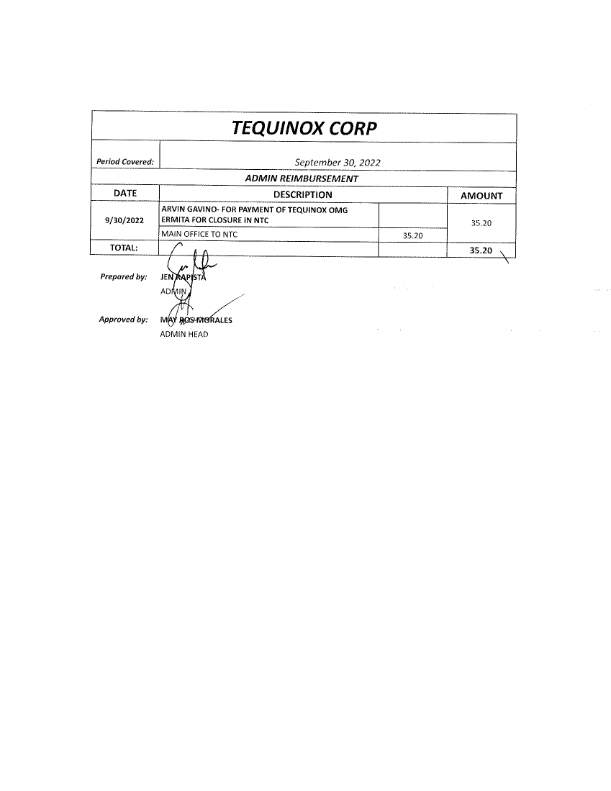 TEQUINOX CORP
Period Covered: September 30, 2022
ADMIN REIMBURSEMENT
DATE DESCRIPTION AMOUNT
ARVIN GAVINO- FOR PAYMENT OF TEQUINOX OMG
9/30/2022 ERMITA FOR CLOSURE IN NTC 35.20
MAIN OFFICE TO NTC 35.20
TOTAL: 35.20
Prepared by: JEN RAPISTA
ADMIN
Approved by: MAY ROS MORALES
ADMIN HEAD